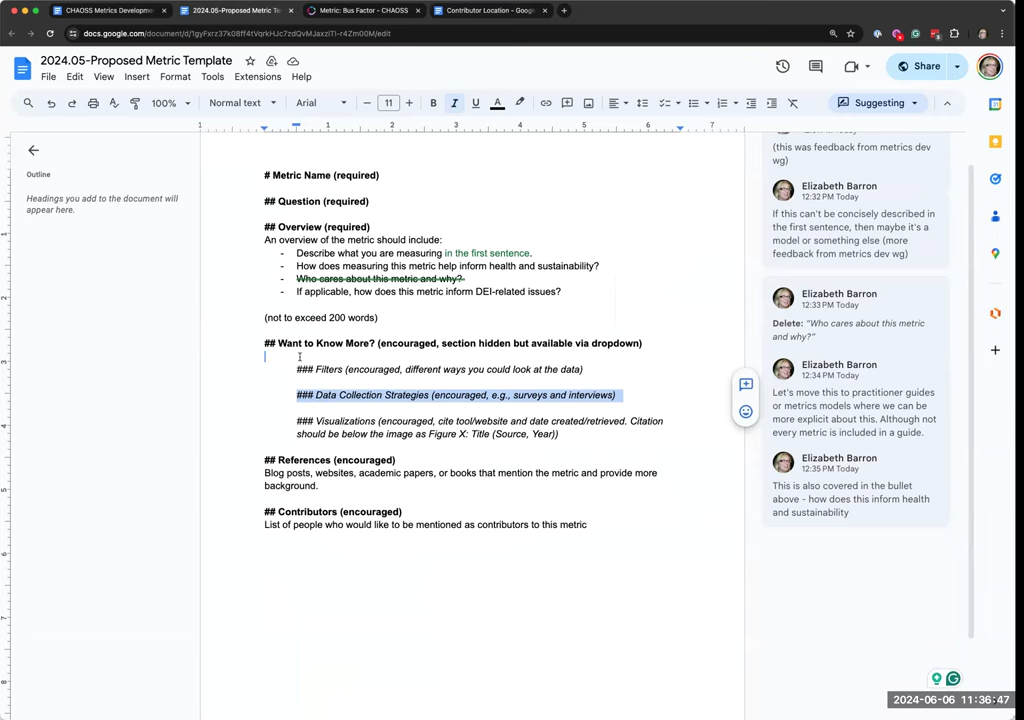 CHAOSS Metrics Developmen
2024.05-Proposed Metric Te
Metric: Bus Factor - CHAOSS
Contributor Location - Google
docs.google.com/document/d/1gyFxrz37k08ff4tVqrkHJc7zdQvMJaxziTl-r4Zm00M/edit
2024.05-Proposed Metric Template
File Edit View Insert Format Tools Extensions Help
Share
100% Normal text Arial 11 B I U A Suggesting
1 1 2 3 4 5 6 7
Outline
Headings you add to the document will
appear here.
# Metric Name (required)
## Question (required)
## Overview (required)
An overview of the metric should include:
- Describe what you are measuring in the first sentence.
- How does measuring this metric help inform health and sustainability?
- Who cares about this metric and why?
- If applicable, how does this metric inform DEI-related issues?
(not to exceed 200 words)
## Want to Know More? (encouraged, section hidden but available via dropdown)
### Filters (encouraged, different ways you could look at the data)
### Data Collection Strategies (encouraged, e.g., surveys and interviews)
### Visualizations (encouraged, cite tool/website and date created/retrieved. Citation
should be below the image as Figure X: Title (Source, Year))
## References (encouraged)
Blog posts, websites, academic papers, or books that mention the metric and provide more
background.
## Contributors (encouraged)
List of people who would like to be mentioned as contributors to this metric
(this was feedback from metrics dev
wg)
Elizabeth Barron
12:32 PM Today
If this can't be concisely described in
the first sentence, then maybe it's a
model or something else (more
feedback from metrics dev wg)
Elizabeth Barron
12:33 PM Today
Delete: “Who cares about this metric
and why?”
Elizabeth Barron
12:34 PM Today
Let's move this to practitioner guides
or metrics models where we can be
more explicit about this. Although not
every metric is included in a guide.
Elizabeth Barron
12:35 PM Today
This is also covered in the bullet
above - how does this inform health
and sustainability
2024-06-06 11:36:47